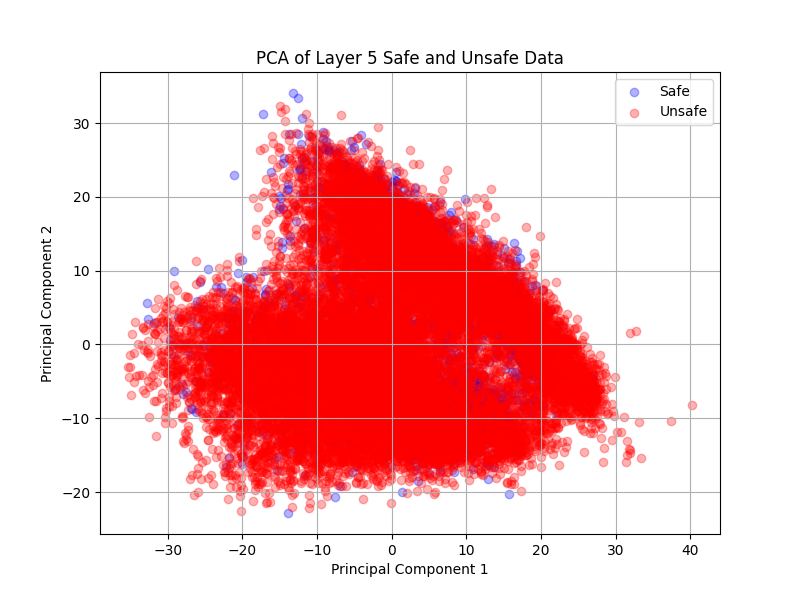 PCA of Layer 5 Safe and Unsafe Data
Safe
Unsafe
30
20
10
0
−10
−20
Principal Component 2
−30
−20
−10
0
10
20
30
40
Principal Component 1